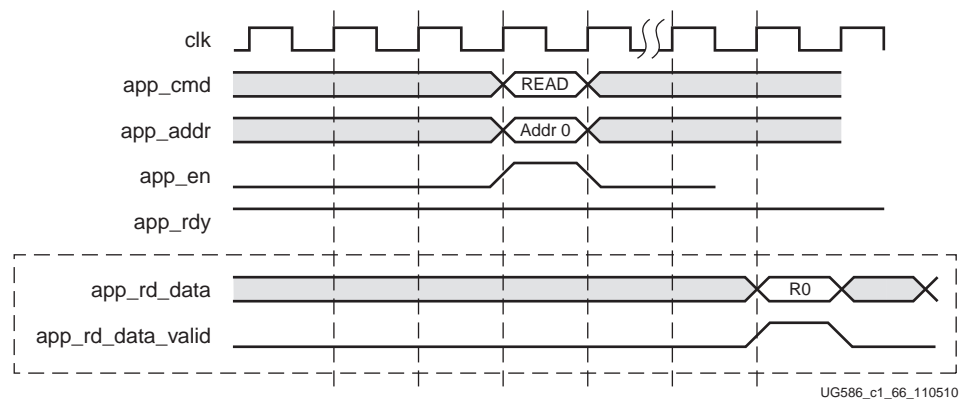 clk
app_cmd READ
app_addr Addr 0
app_en
app_rdy
app_rd_data R0
app_rd_data_valid
UG586_c1_66_110510